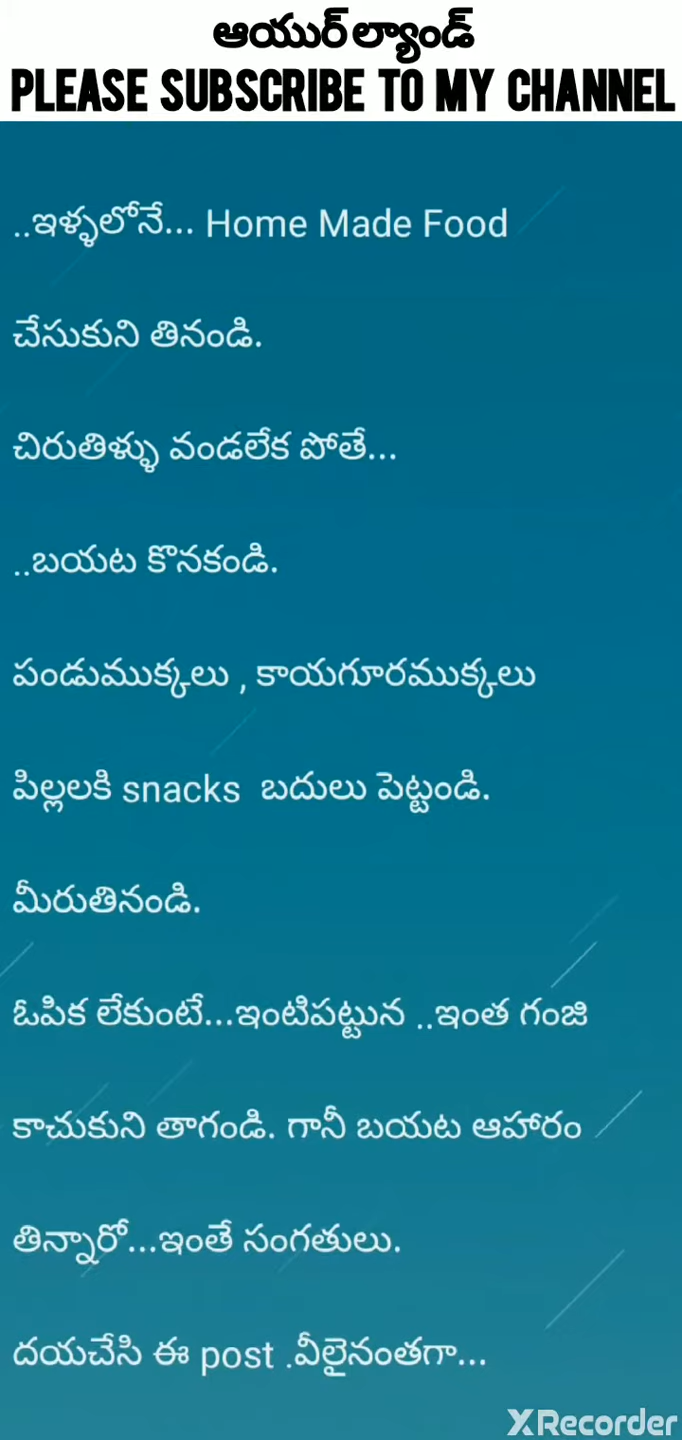 ఆయుర్ ల్యాండ్
PLEASE SUBSCRIBE TO MY CHANNEL
..ఇళ్ళలోనే... Home Made Food
చేసుకుని తినండి.
చిరుతిళ్ళు వండలేక పోతే...
..బయట కొనకండి.
పండుముక్కలు , కాయగూరముక్కలు
పిల్లలకి snacks బదులు పెట్టండి.
మీరుతినండి.
ఓపిక లేకుంటే...ఇంటిపట్టున ..ఇంత గంజి
కాచుకుని తాగండి. గానీ బయట ఆహారం
తిన్నారో...ఇంతే సంగతులు.
దయచేసి ఈ post .వీలైనంతగా...
XRecorder